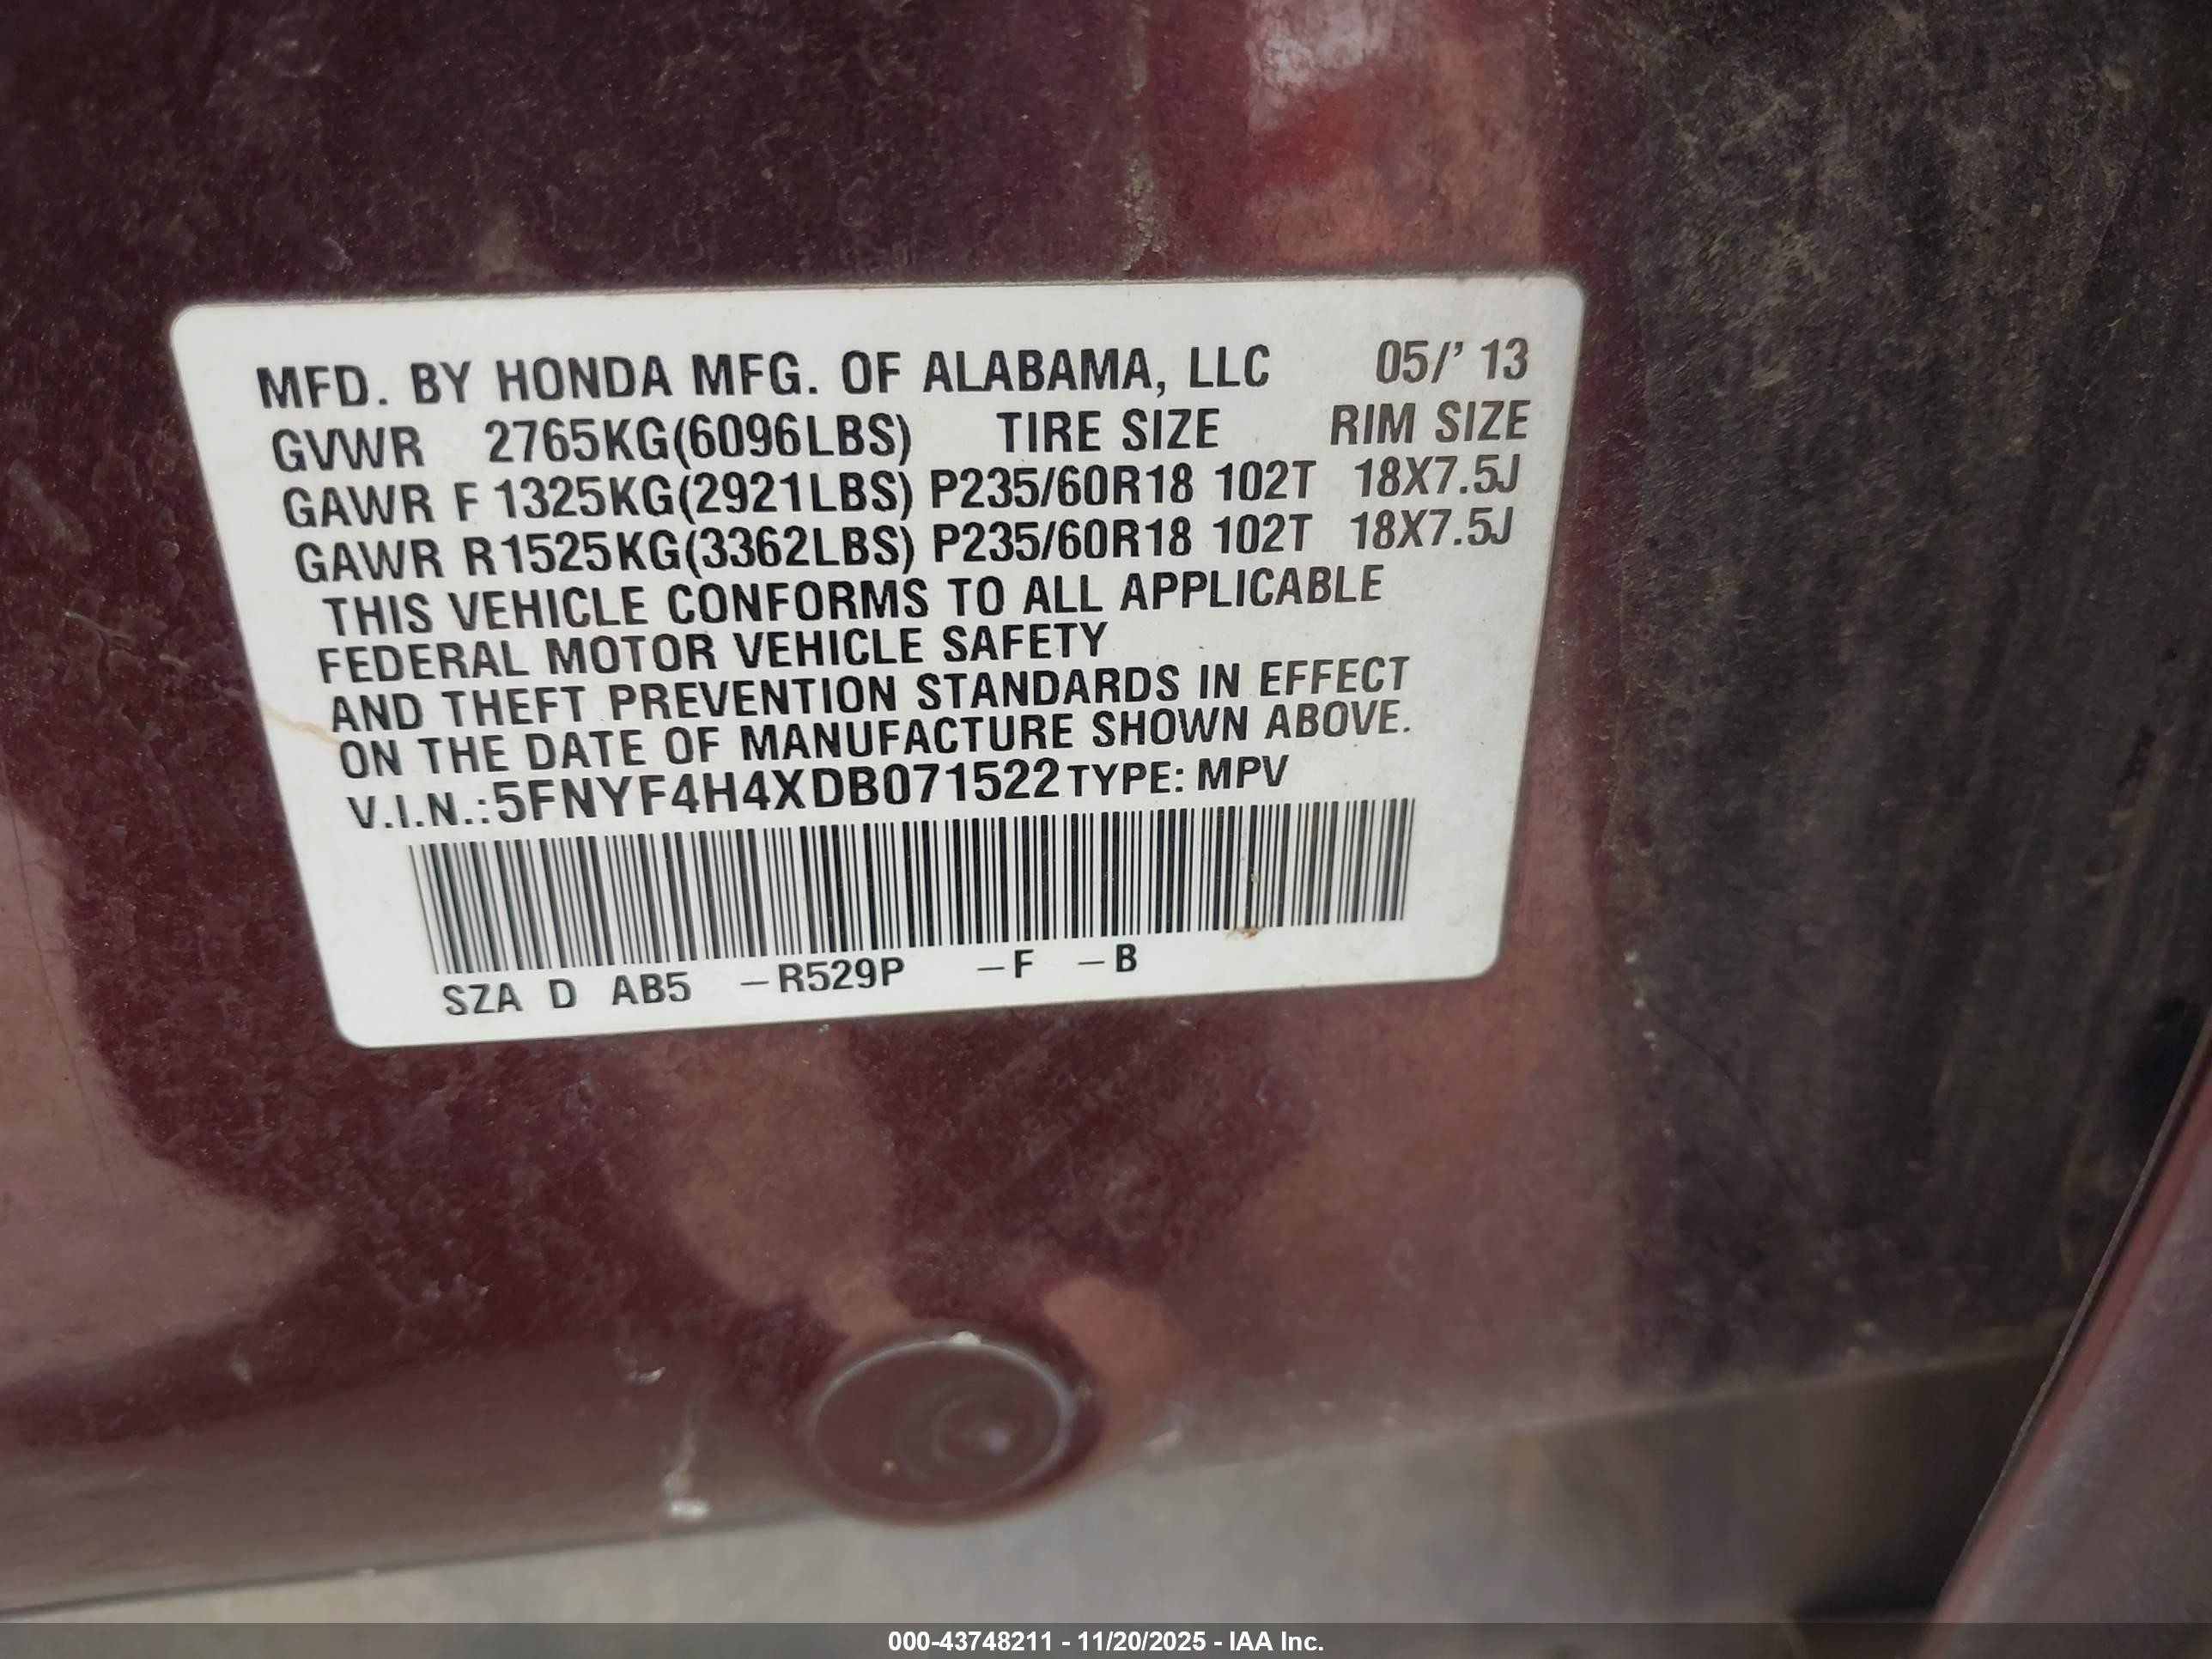 MFD. BY HONDA MFG. OF ALABAMA, LLC 05/' 13
GVWR 2765KG(6096LBS) TIRE SIZE RIM SIZE
GAWR F 1325KG(2921LBS) P235/60R18 102T 18X7.5J
GAWR R1525KG(3362LBS) P235/60R18 102T 18X7.5J
THIS VEHICLE CONFORMS TO ALL APPLICABLE
FEDERAL MOTOR VEHICLE SAFETY
AND THEFT PREVENTION STANDARDS IN EFFECT
ON THE DATE OF MANUFACTURE SHOWN ABOVE.
V.I.N.:5FNYF4H4XDB071522 TYPE: MPV
SZA D AB5 –R529P –F –B
000-43748211 - 11/20/2025 - IAA Inc.